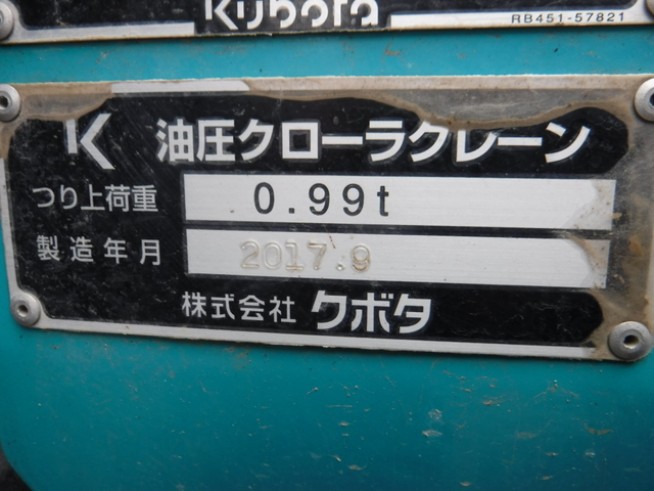 Kubota
RB451-57821
油圧クローラクレーン
つり上荷重 0.99t
製造年月 2017.9
株式会社 クボタ